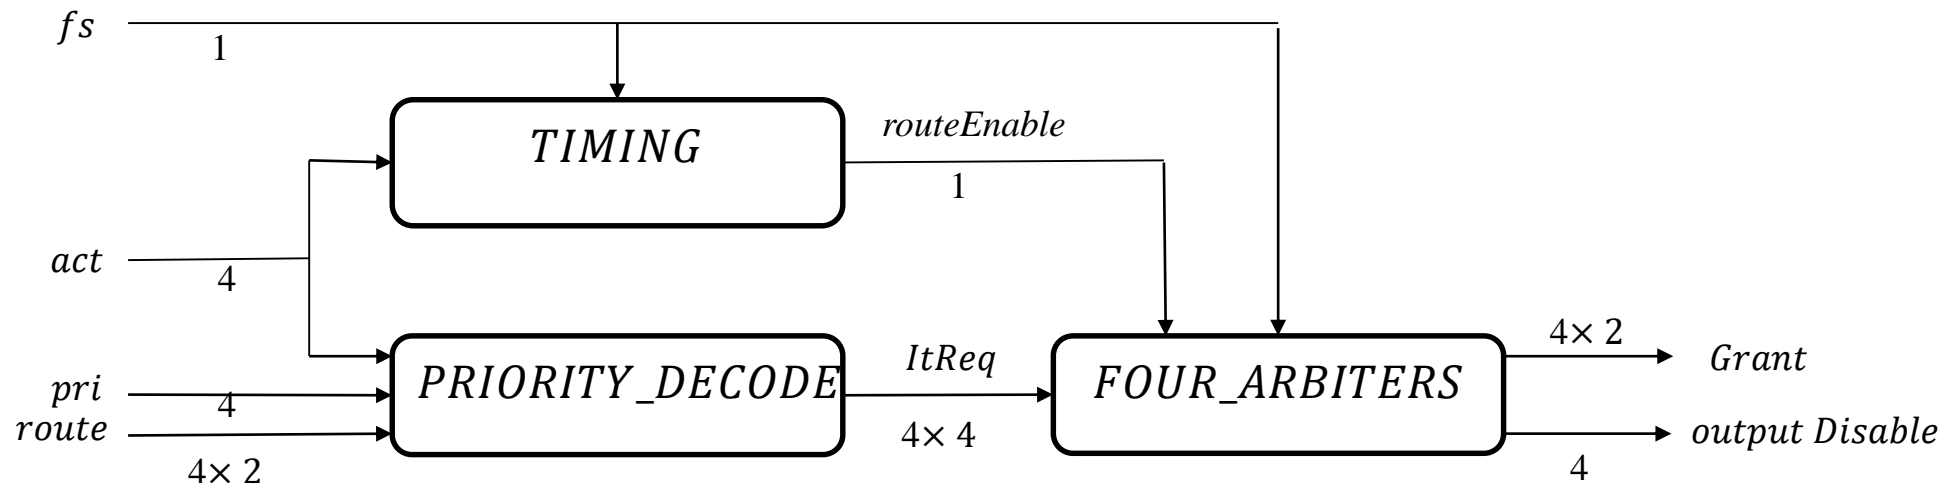 fs
1
TIMING
routeEnable
1
act
4
pri
4
route
4× 2
PRIORITY_DECODE
ItReq
4× 4
FOUR_ARBITERS
4× 2
Grant
output Disable
4